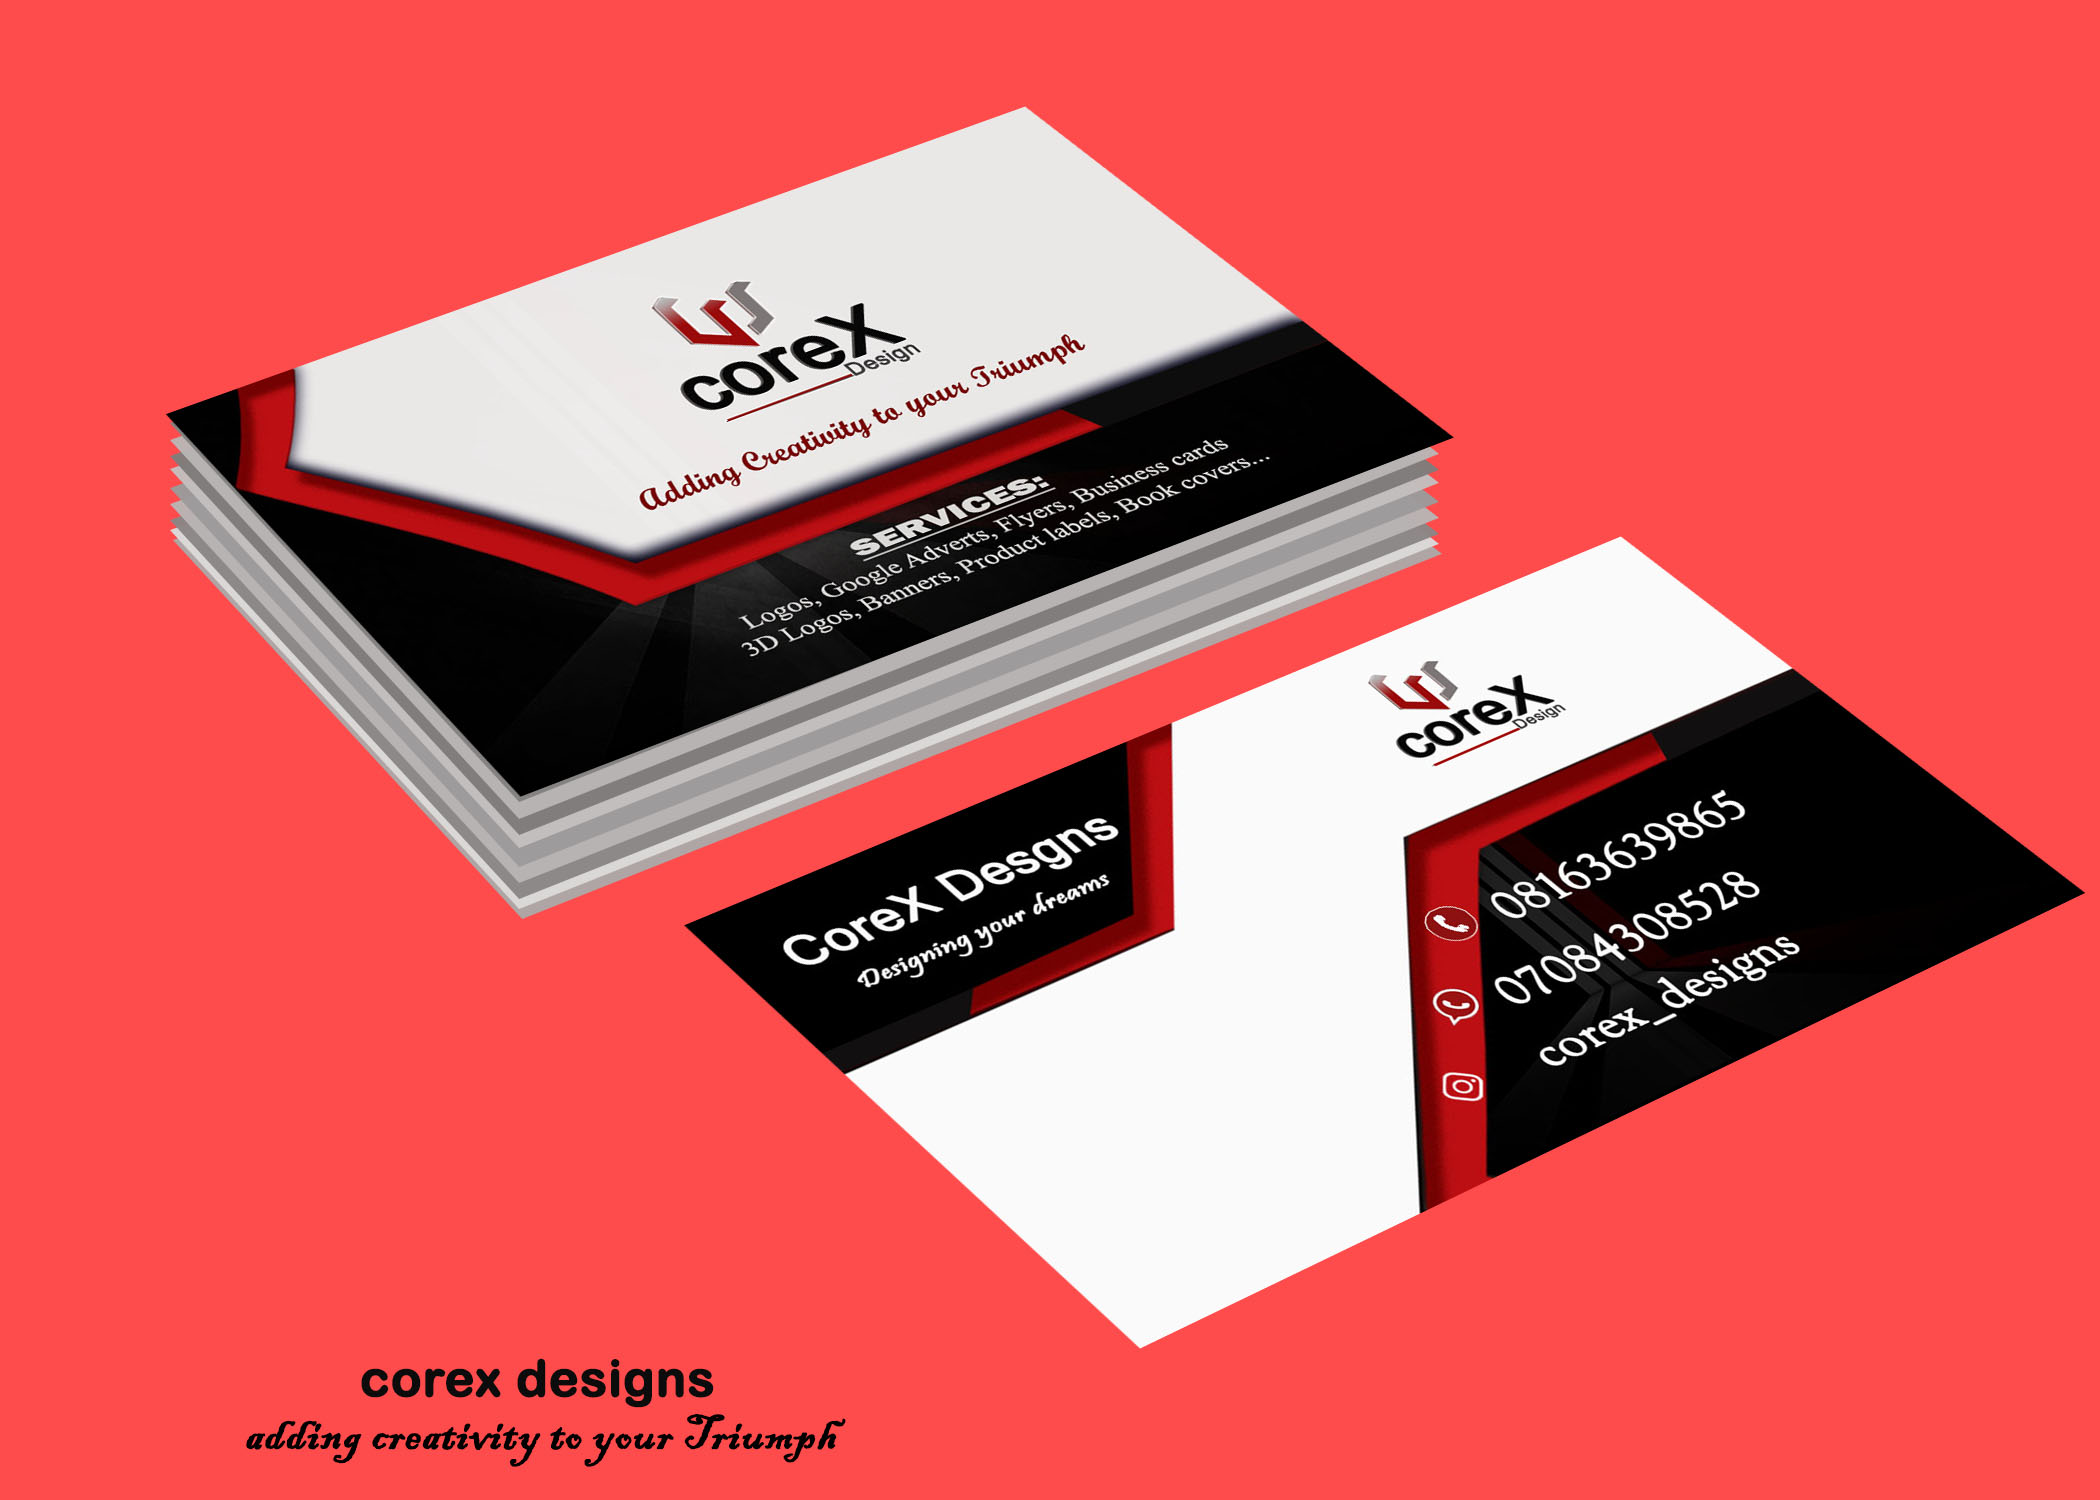 coreX
Design
Adding Creativity to your Triumph
SERVICES:
Logos, Google Adverts, Flyers, Business cards
3D Logos, Banners, Product labels, Book covers...
coreX
Design
CoreX Desgns
Designing your dreams
08163639865
07084308528
corex_designs
corex designs
adding creativity to your Triumph